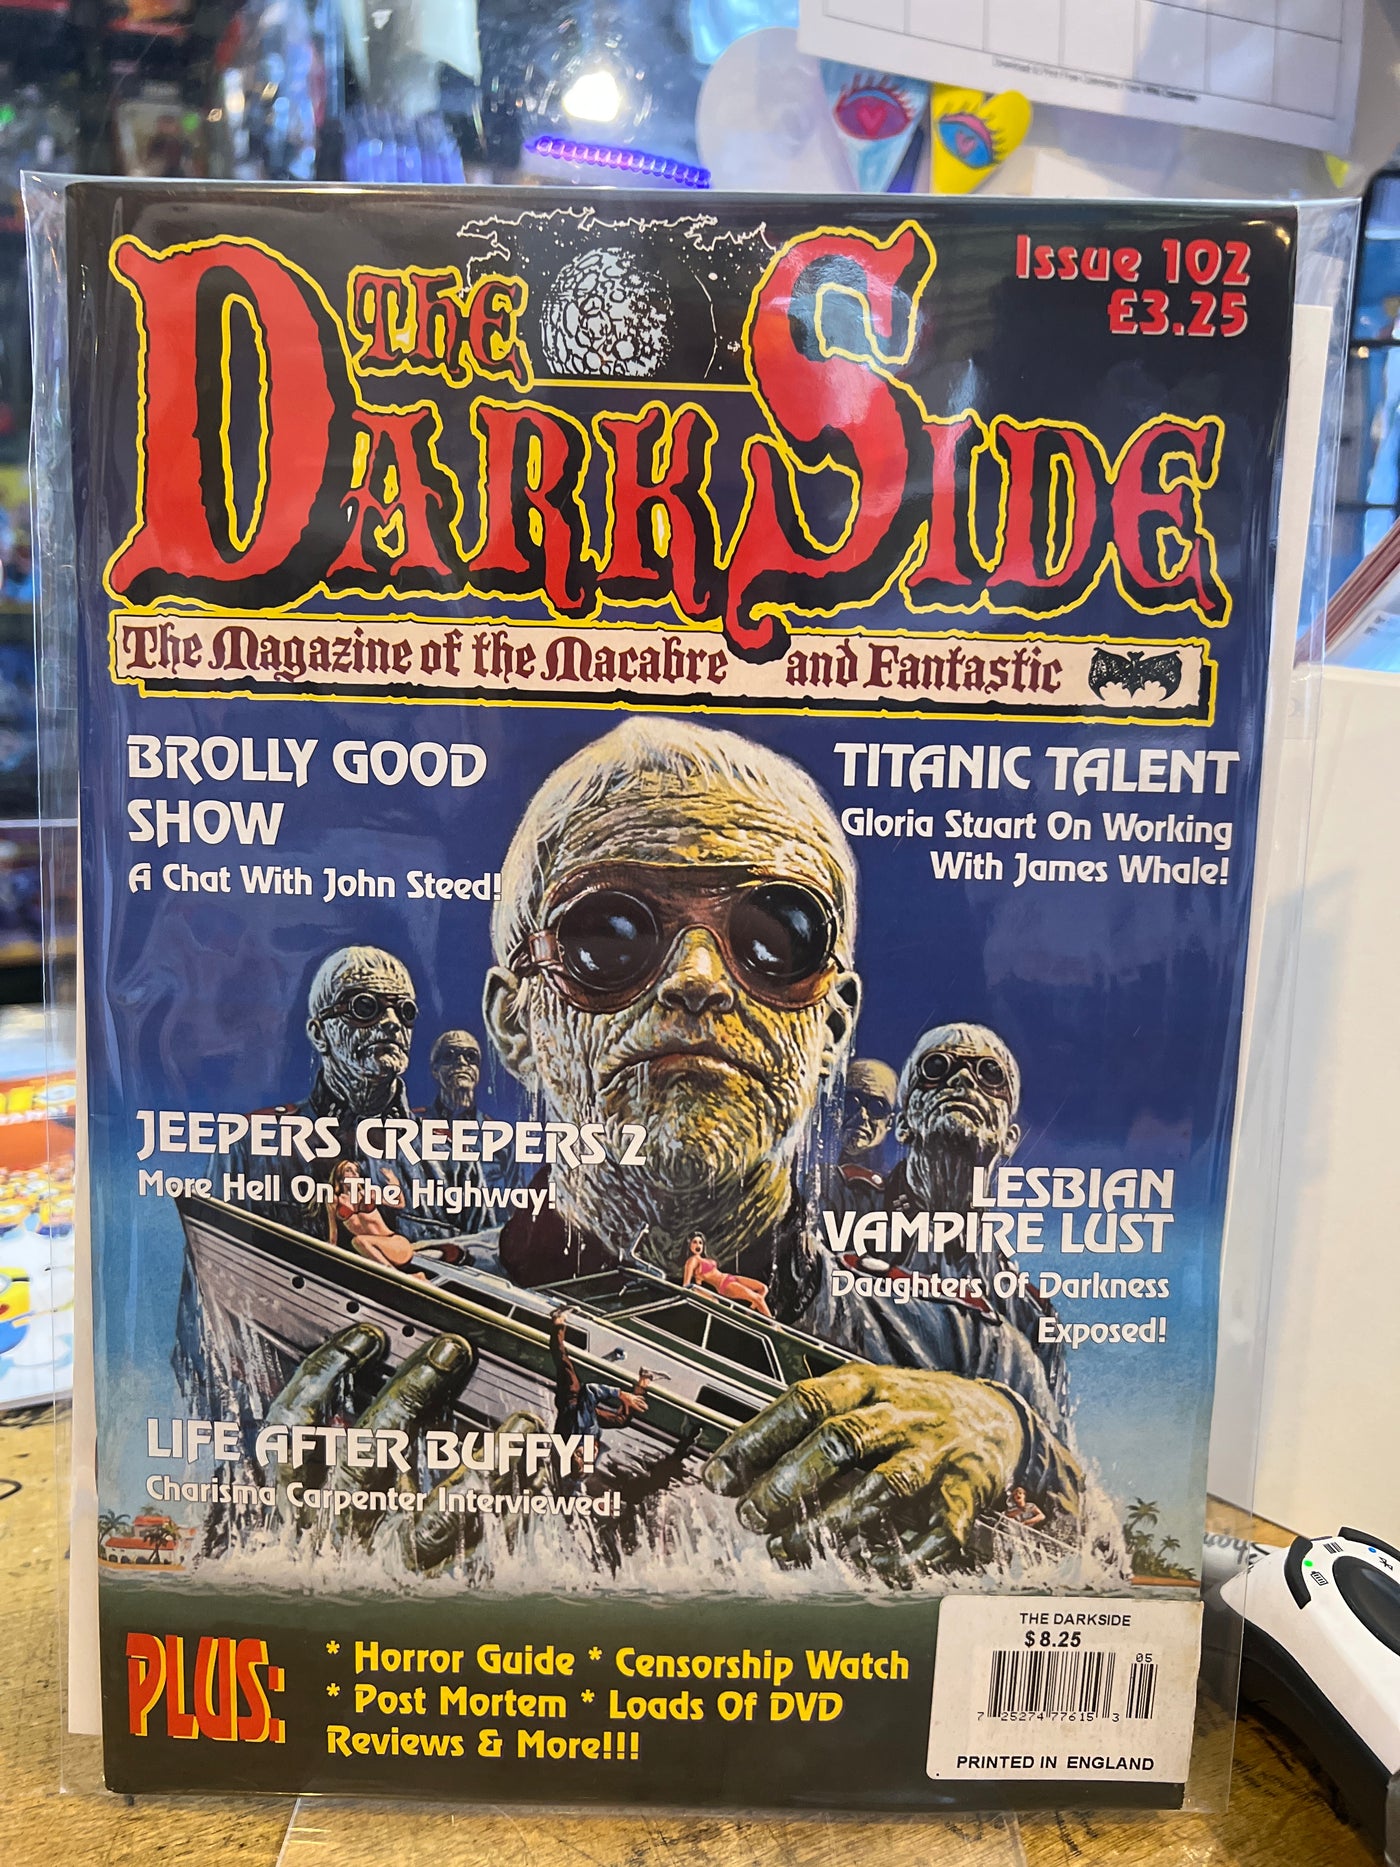 Issue 102
£3.25
THE
DARKSIDE
The Magazine of the Macabre and Fantastic
BROLLY GOOD
SHOW
A Chat With John Steed!
TITANIC TALENT
Gloria Stuart On Working
With James Whale!
JEEPERS CREEPERS 2
More Hell On The Highway!
LESBIAN
VAMPIRE LUST
Daughters Of Darkness
Exposed!
LIFE AFTER BUFFY!
Charisma Carpenter Interviewed!
PLUS:
* Horror Guide * Censorship Watch
* Post Mortem * Loads Of DVD
Reviews & More!!!
THE DARKSIDE
$8.25
05
7 25274 77615 3
PRINTED IN ENGLAND